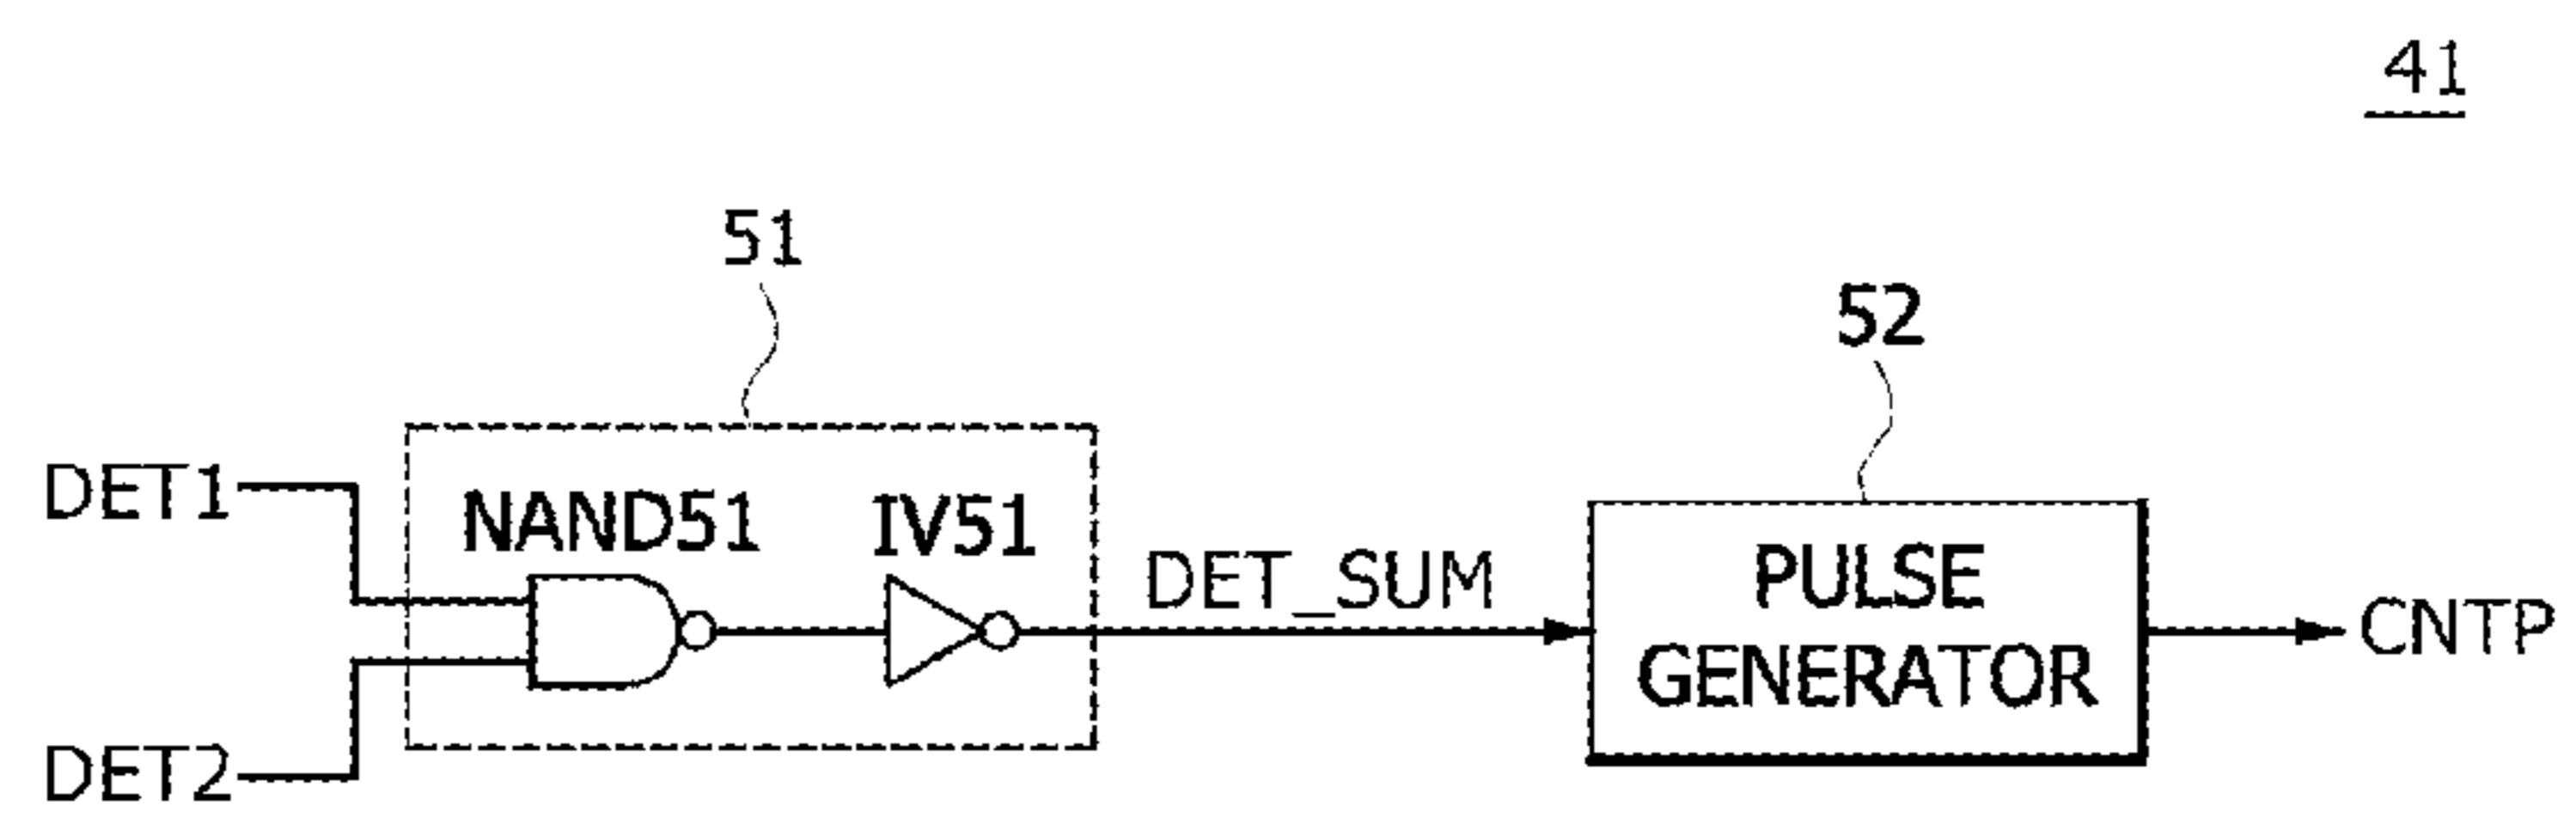 41
51
52
DET1
NAND51
IV51
DET_SUM
PULSE
GENERATOR
CNTP
DET2